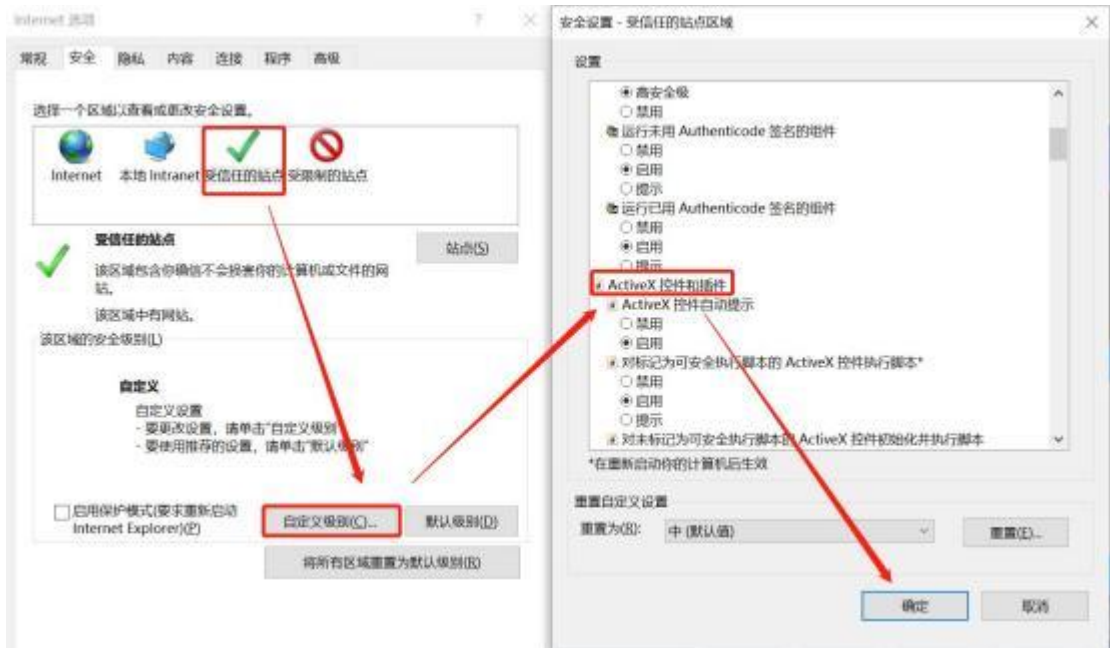 Internet 选项
常规 安全 隐私 内容 连接 程序 高级
选择一个区域以查看或更改安全设置。
Internet 本地 Intranet 受信任的站点 受限制的站点
受信任的站点
站点(S)
该区域包含你确信不会损害你的计算机或文件的网
站。
该区域中有网站。
该区域的安全级别(L)
自定义
自定义设置
- 要更改设置，请单击"自定义级别"
- 要使用推荐的设置，请单击"默认级别"
启用保护模式(要求重新启动
Internet Explorer)(P)
自定义级别(C)...
默认级别(D)
将所有区域重置为默认级别(R)
安全设置 - 受信任的站点区域
设置
高安全级
禁用
运行未用 Authenticode 签名的组件
禁用
启用
提示
运行已用 Authenticode 签名的组件
禁用
启用
提示
ActiveX 控件和插件
ActiveX 控件自动提示
禁用
启用
对标记为可安全执行脚本的 ActiveX 控件执行脚本*
禁用
启用
提示
对未标记为可安全执行脚本的 ActiveX 控件初始化并执行脚本
*在重新启动你的计算机后生效
重置自定义设置
重置为(R):
中 (默认值)
重置(E)...
确定
取消